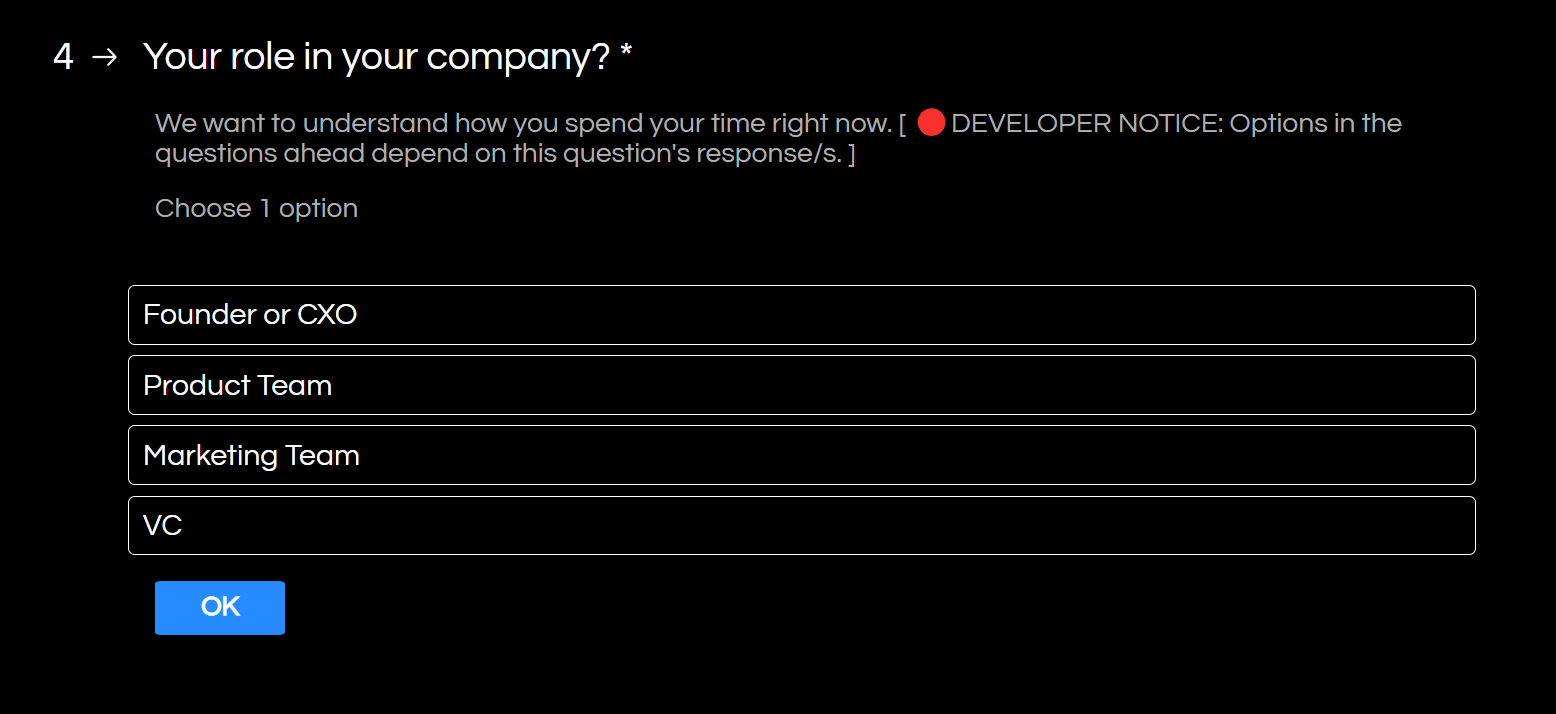 4 → Your role in your company? *
We want to understand how you spend your time right now. [ 🔴 DEVELOPER NOTICE: Options in the
questions ahead depend on this question's response/s. ]
Choose 1 option
Founder or CXO
Product Team
Marketing Team
VC
OK